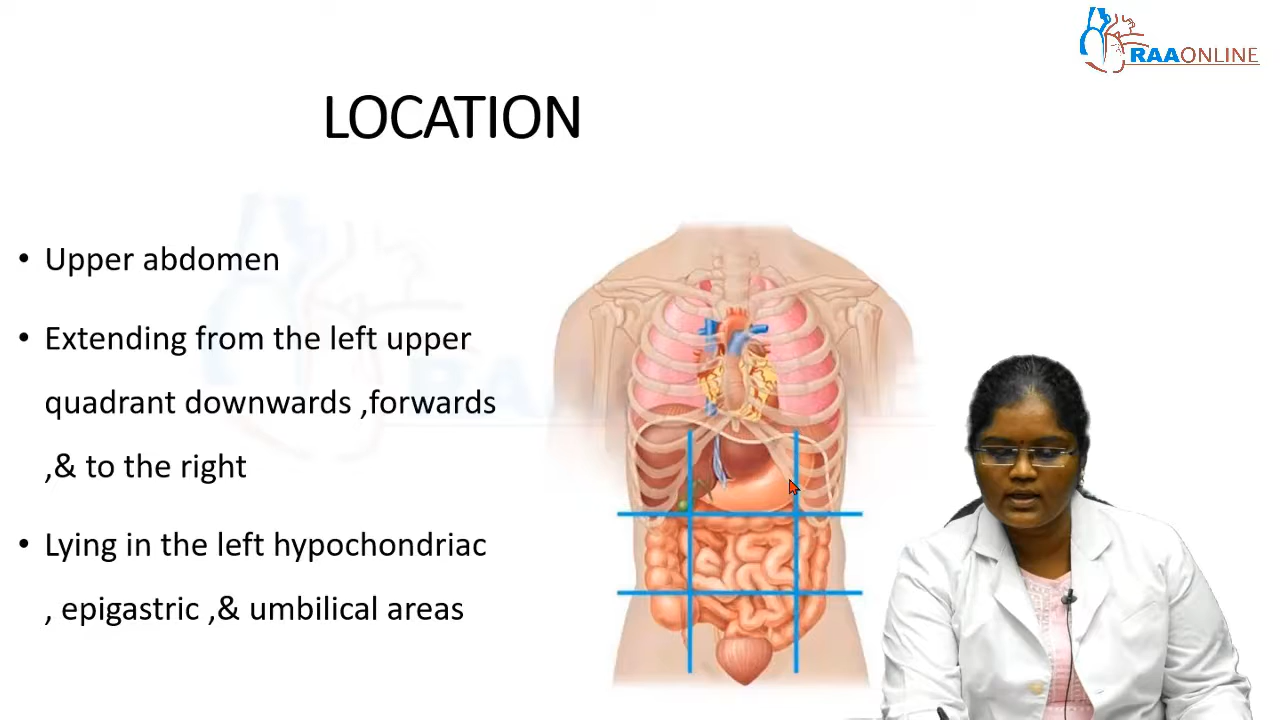 RAAONLINE
LOCATION
• Upper abdomen
• Extending from the left upper
quadrant downwards ,forwards
,& to the right
• Lying in the left hypochondriac
, epigastric ,& umbilical areas